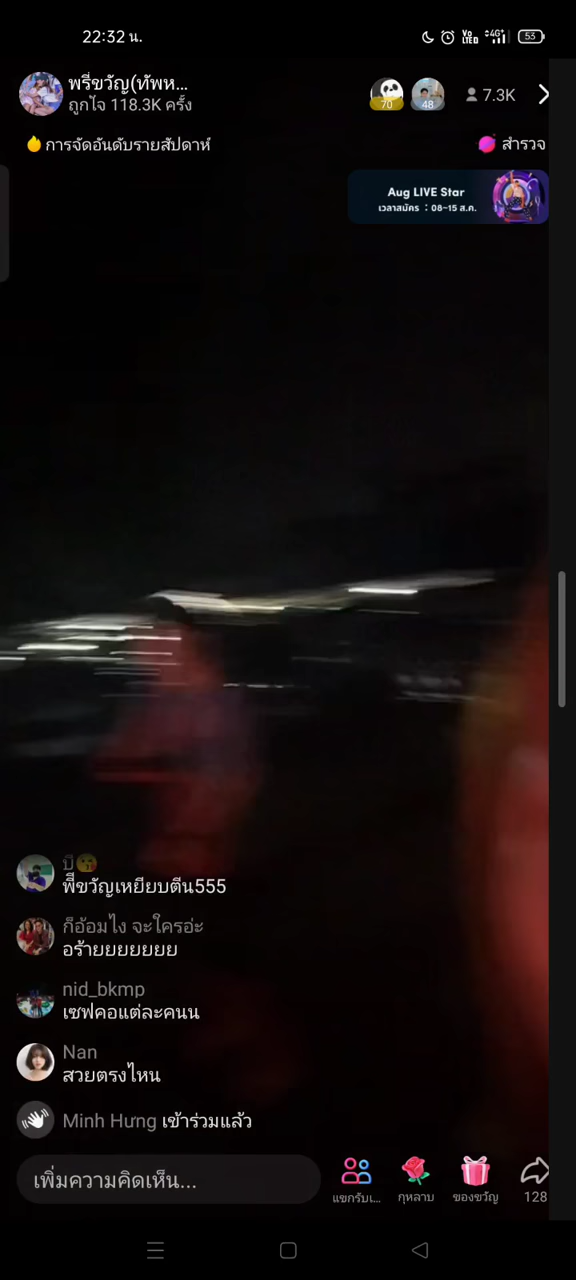 22:32 น.
VoLTED 4G+ 53
พรี่ขวัญ(ทัพห...
ถูกใจ 118.3K ครั้ง
70
48
7.3K
การจัดอันดับรายสัปดาห์
สำรวจ
Aug LIVE Star
เวลาสมัคร : 08~15 ส.ค.
บี
พี่ขวัญเหยียบตีน555
ก็อ้อมไง จะใครอ่ะ
อร้ายยยยยยย
nid_bkmp
เซฟคอแต่ละคนน
Nan
สวยตรงไหน
Minh Hưng เข้าร่วมแล้ว
เพิ่มความคิดเห็น...
แขกรับเ...
กุหลาบ
ของขวัญ
128